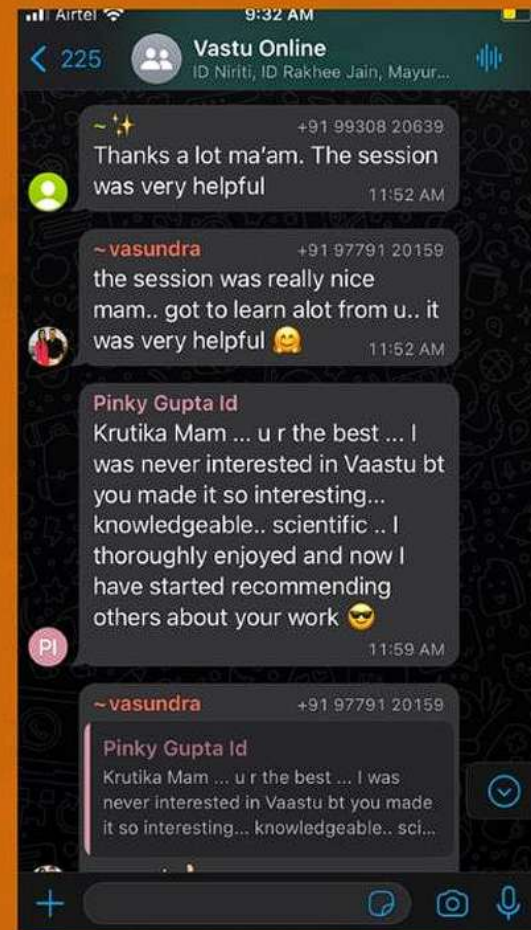 Airtel
9:32 AM
225
Vastu Online
ID Niriti, ID Rakhee Jain, Mayur...
~✨ +91 99308 20639
Thanks a lot ma'am. The session
was very helpful
11:52 AM
~vasundra +91 97791 20159
the session was really nice
mam.. got to learn alot from u.. it
was very helpful 🤗
11:52 AM
Pinky Gupta Id
Krutika Mam ... u r the best ... I
was never interested in Vaastu bt
you made it so interesting...
knowledgeable.. scientific .. I
thoroughly enjoyed and now I
have started recommending
others about your work 😎
PI
11:59 AM
~vasundra +91 97791 20159
Pinky Gupta Id
Krutika Mam ... u r the best ... I was
never interested in Vaastu bt you made
it so interesting... knowledgeable.. sci...